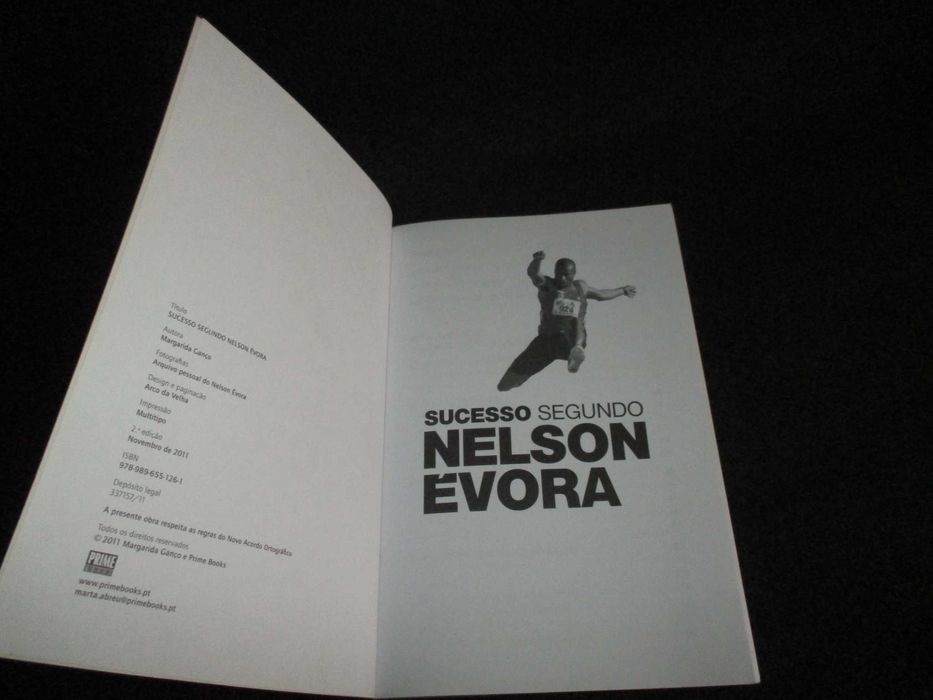 Título
SUCESSO SEGUNDO NELSON ÉVORA
Autora
Margarida Ganço
Fotografias
Arquivo pessoal do Nelson Évora
Design e paginação
Arco da Velha
Impressão
Multitipo
2.ª edição
Novembro de 2011
ISBN
978-989-655-126-1
Depósito legal
337157/11
A presente obra respeita as regras do Novo Acordo Ortográfico
Todos os direitos reservados
© 2011 Margarida Ganço e Prime Books
PRIME
BOOKS
www.primebooks.pt
marta.abreu@primebooks.pt
SUCESSO SEGUNDO
NELSON
ÉVORA